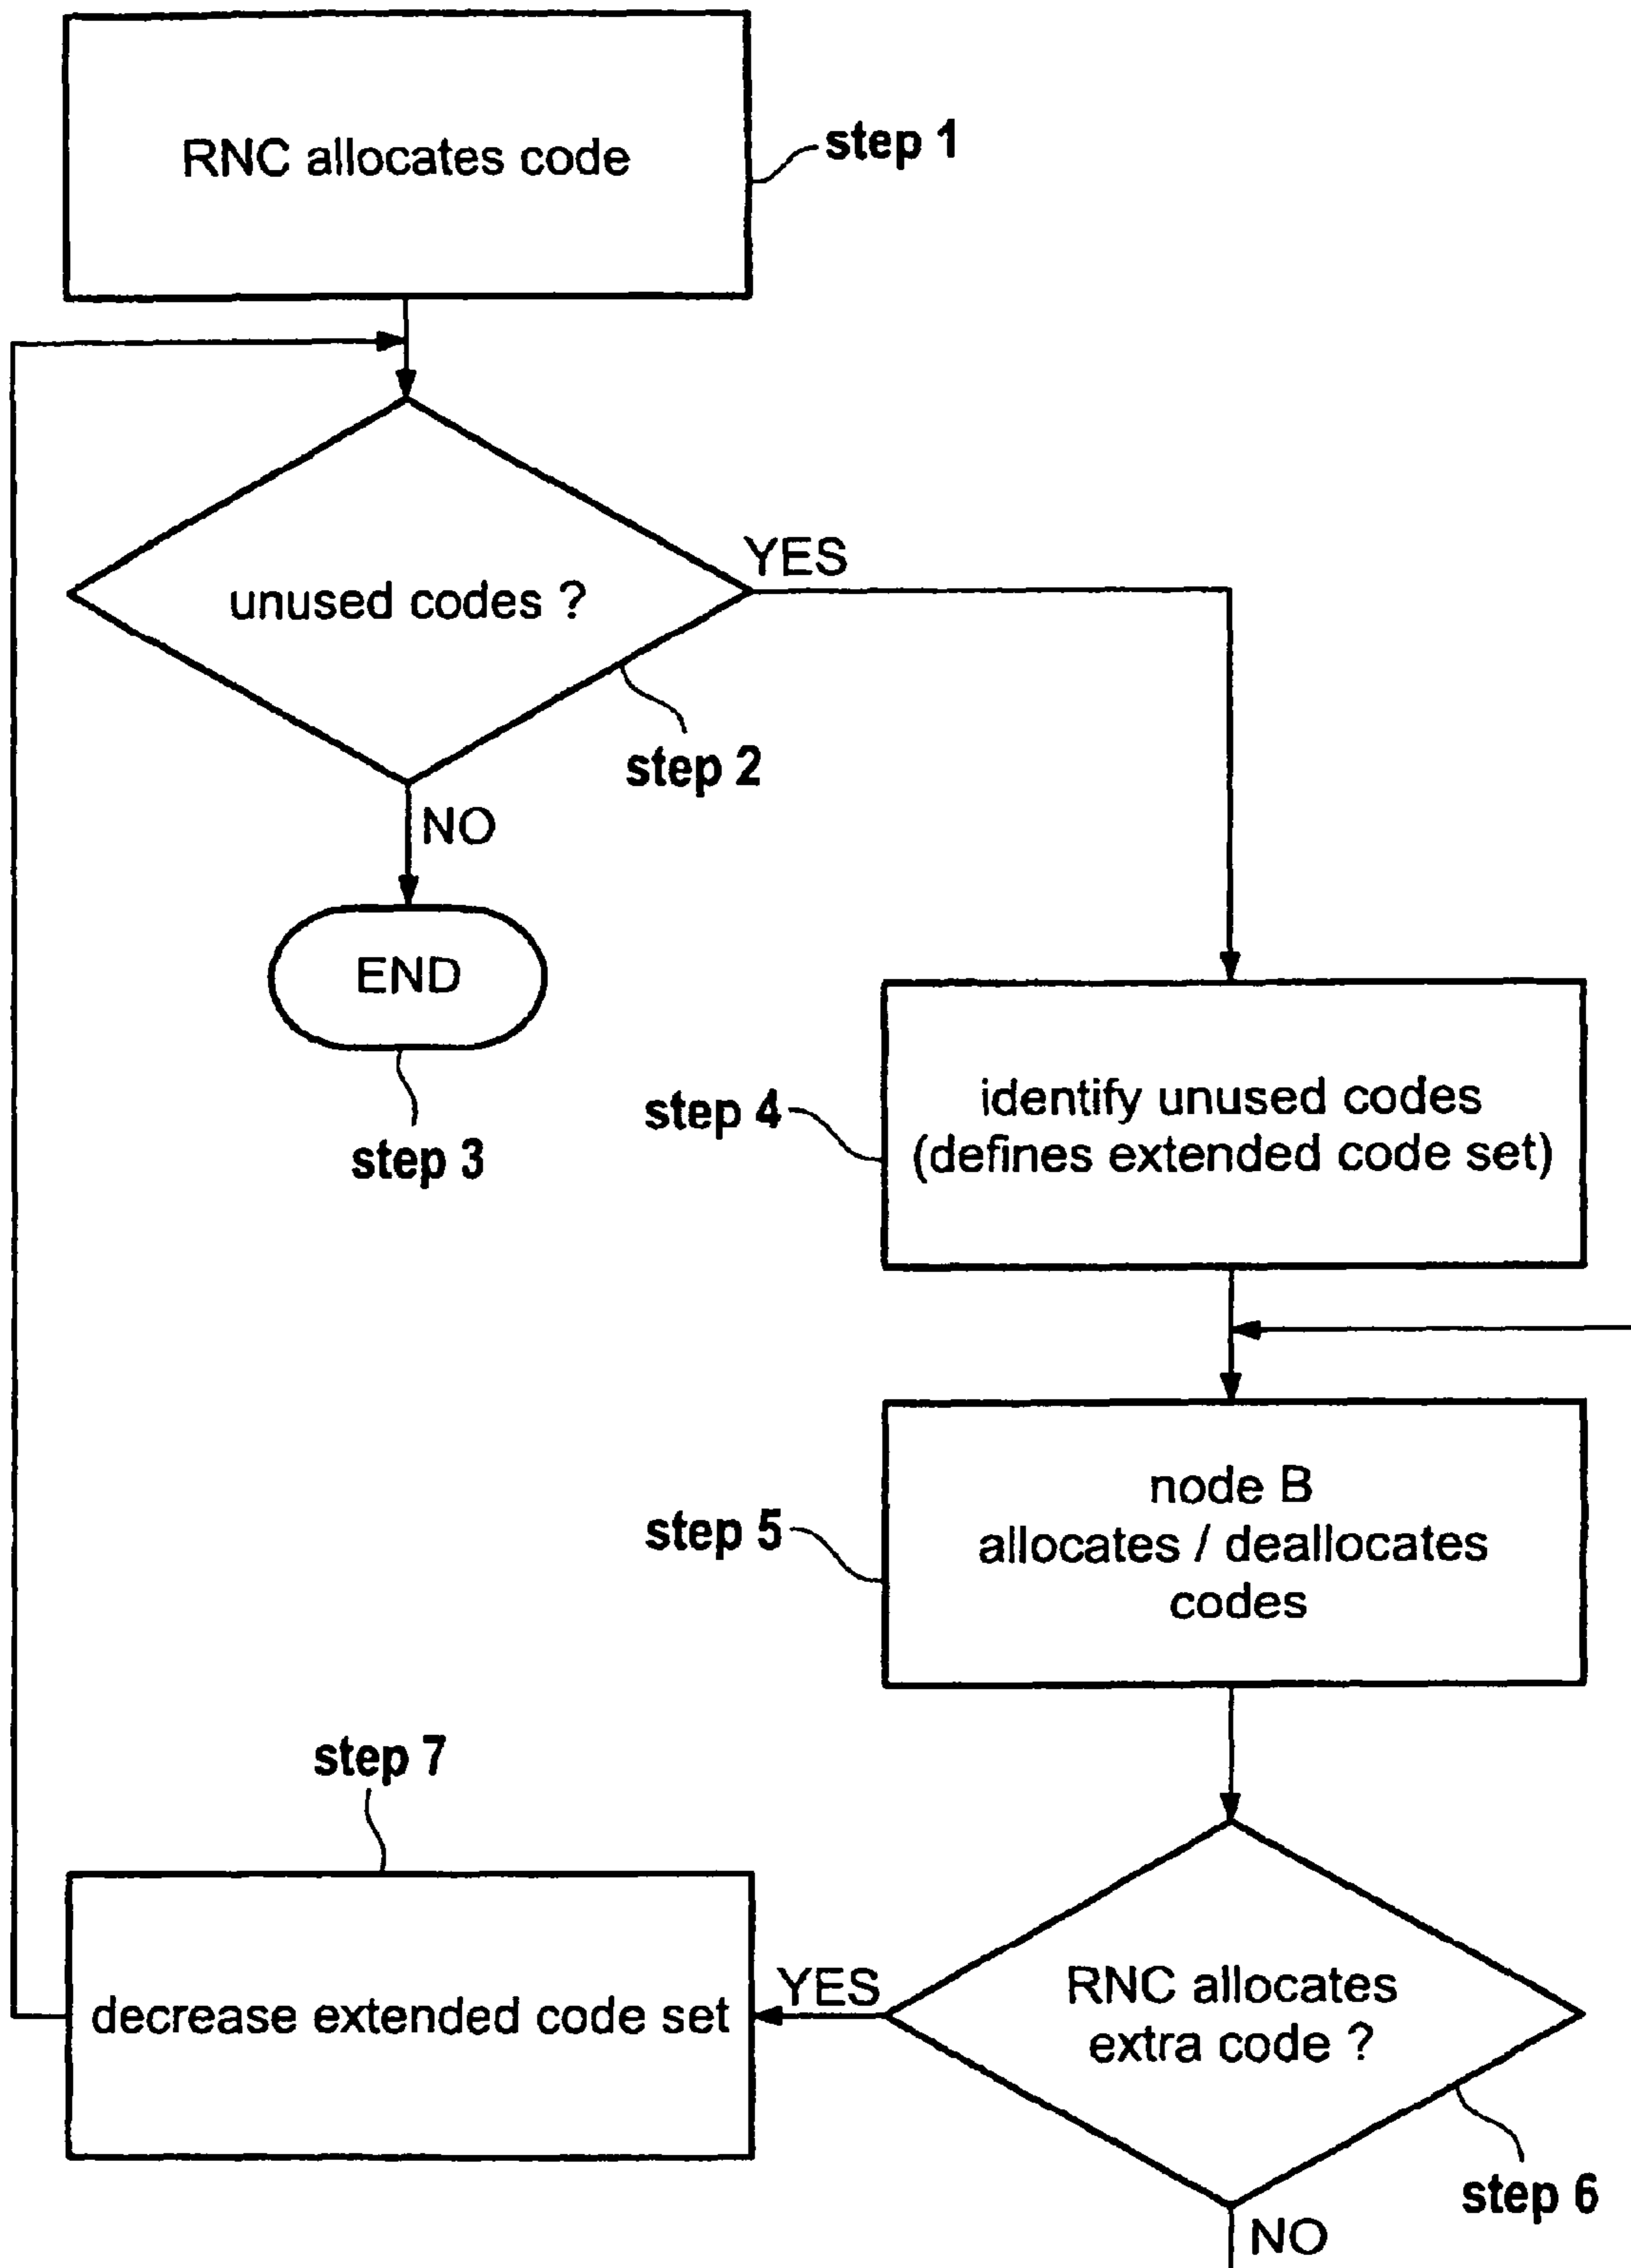 RNC allocates code
step 1
unused codes ?
YES
step 2
NO
END
step 3
step 4
identify unused codes
(defines extended code set)
step 5
node B
allocates / deallocates
codes
step 7
decrease extended code set
YES
RNC allocates
extra code ?
step 6
NO